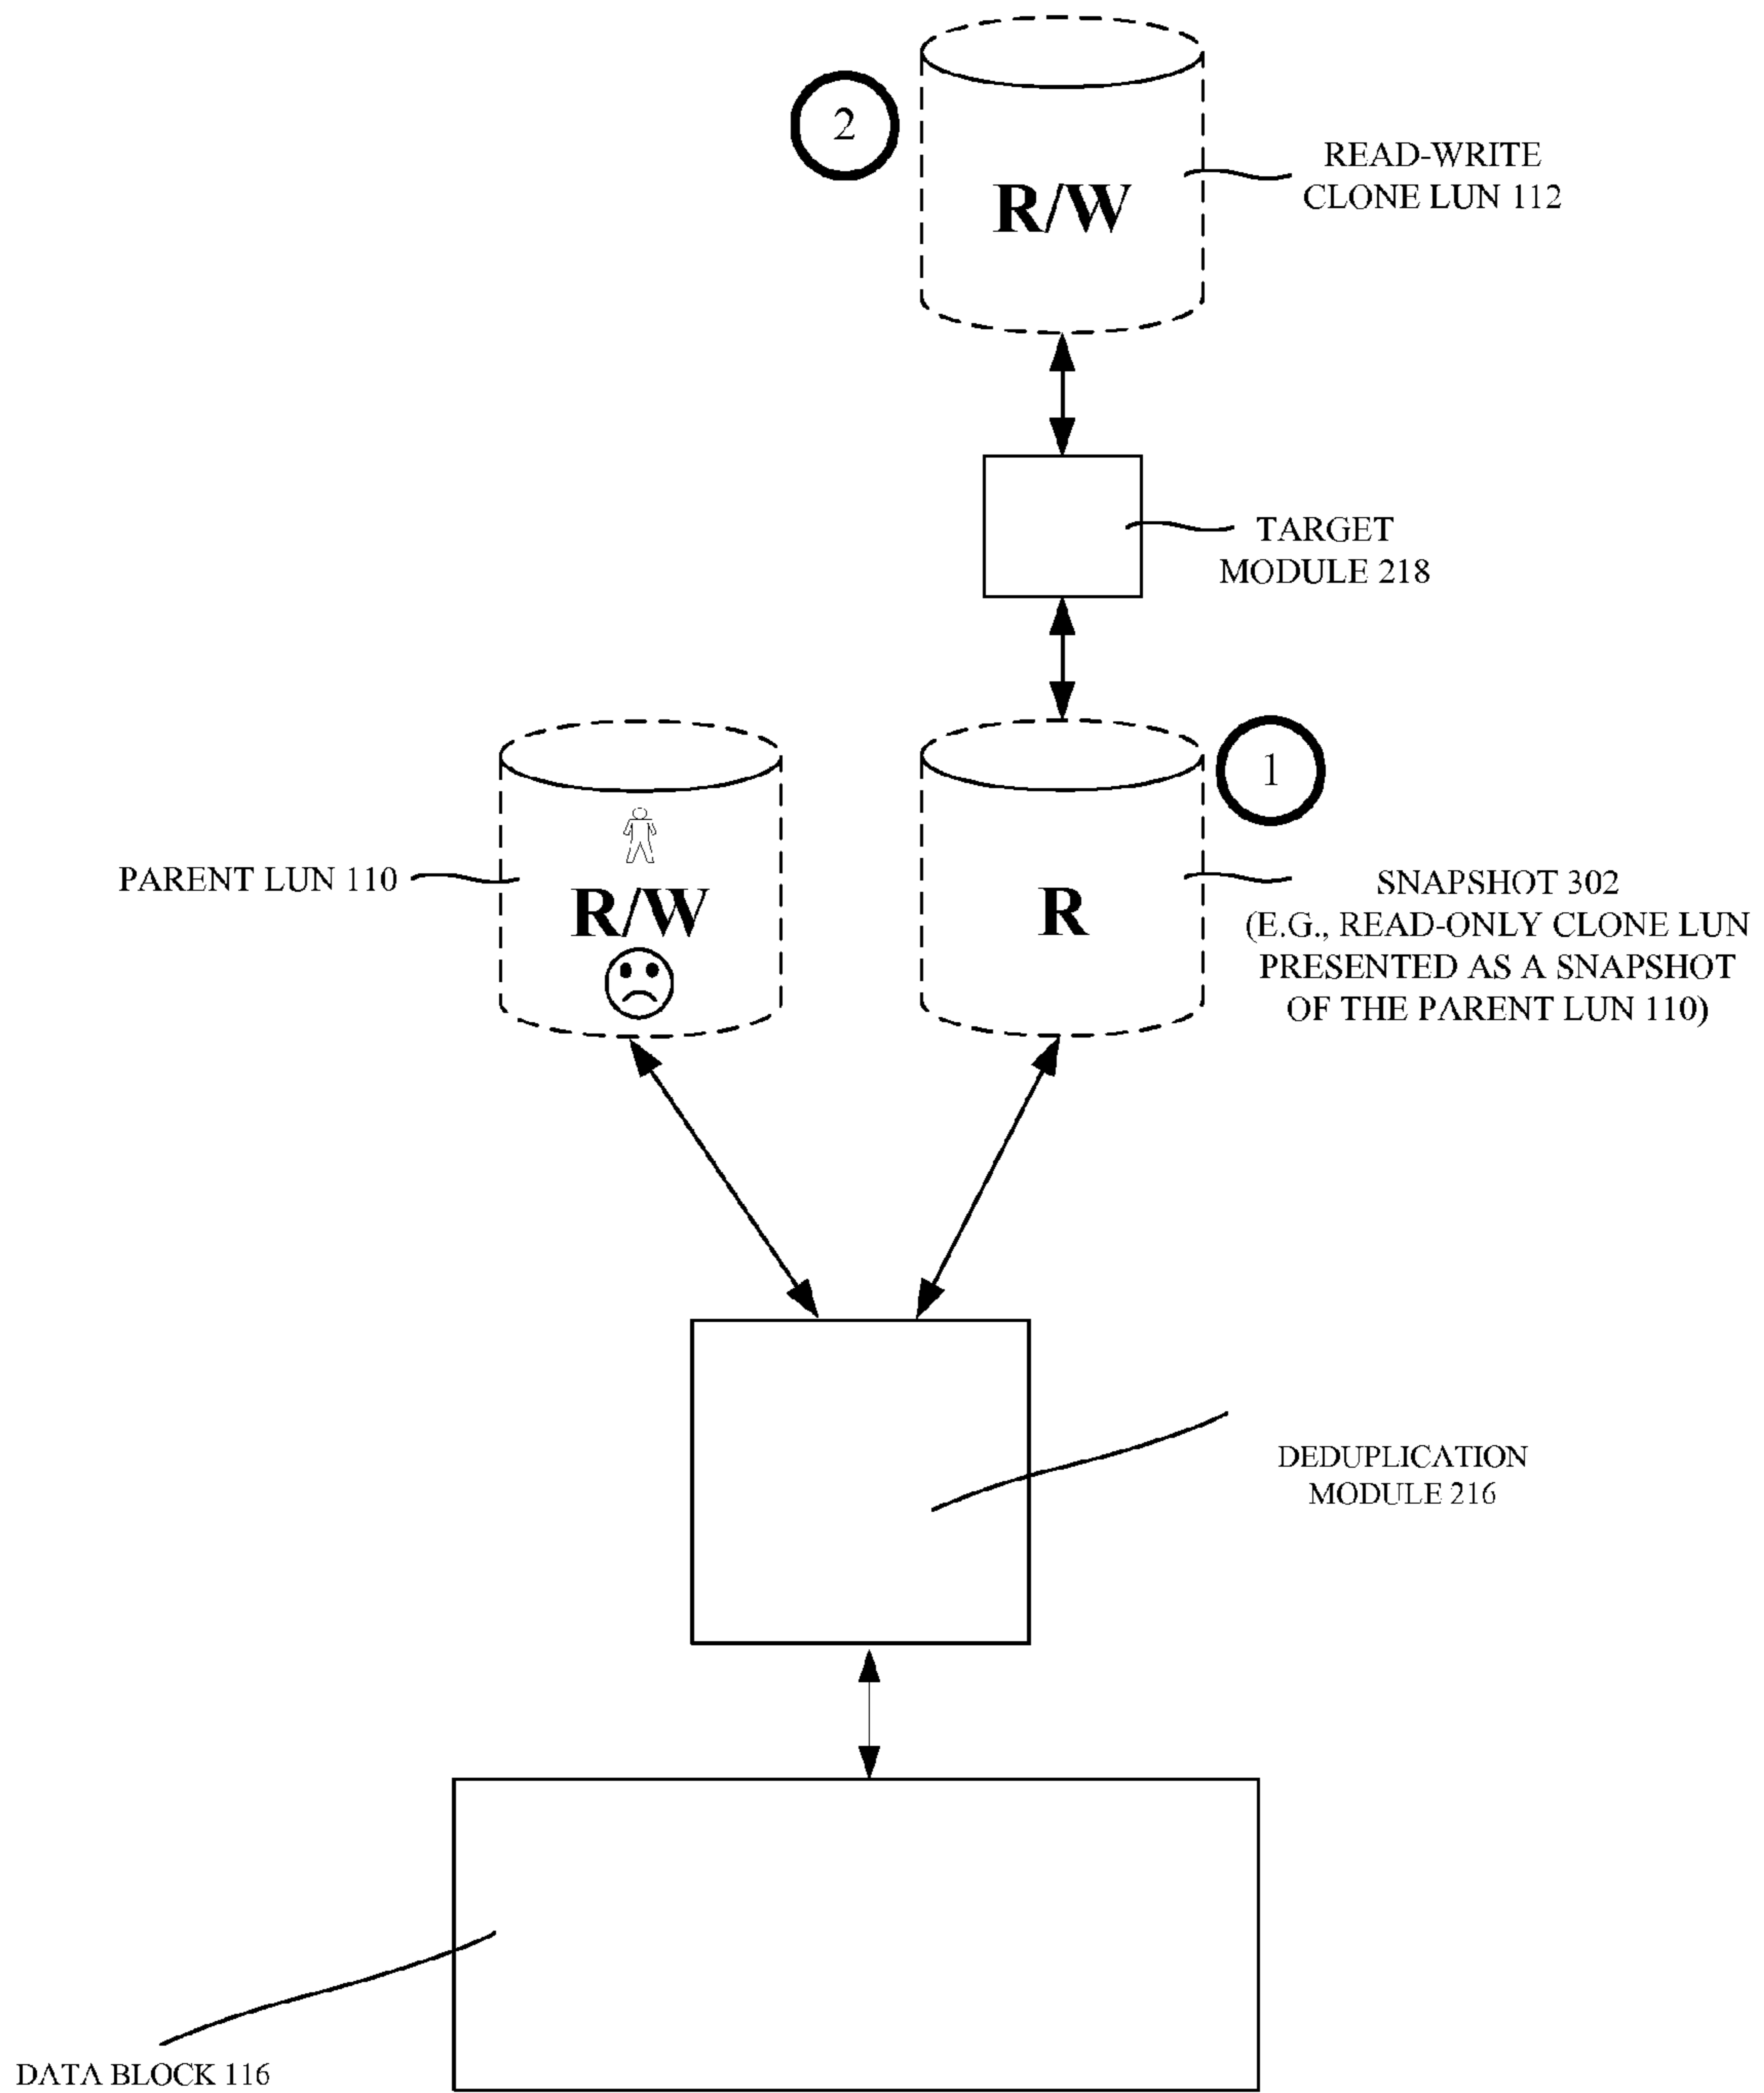 2
R/W
READ-WRITE
CLONE LUN 112
TARGET
MODULE 218
1
PARENT LUN 110
R/W
R
SNAPSHOT 302
(E.G., READ-ONLY CLONE LUN
PRESENTED AS A SNAPSHOT
OF THE PARENT LUN 110)
DEDUPLICATION
MODULE 216
DATA BLOCK 116